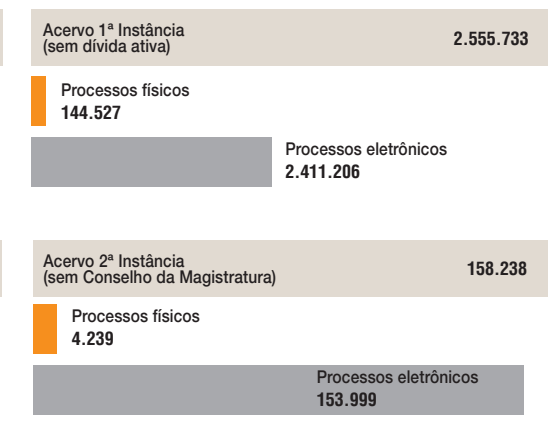 Acervo 1ª Instância
(sem dívida ativa)
2.555.733
Processos físicos
144.527
Processos eletrônicos
2.411.206
Acervo 2ª Instância
(sem Conselho da Magistratura)
158.238
Processos físicos
4.239
Processos eletrônicos
153.999